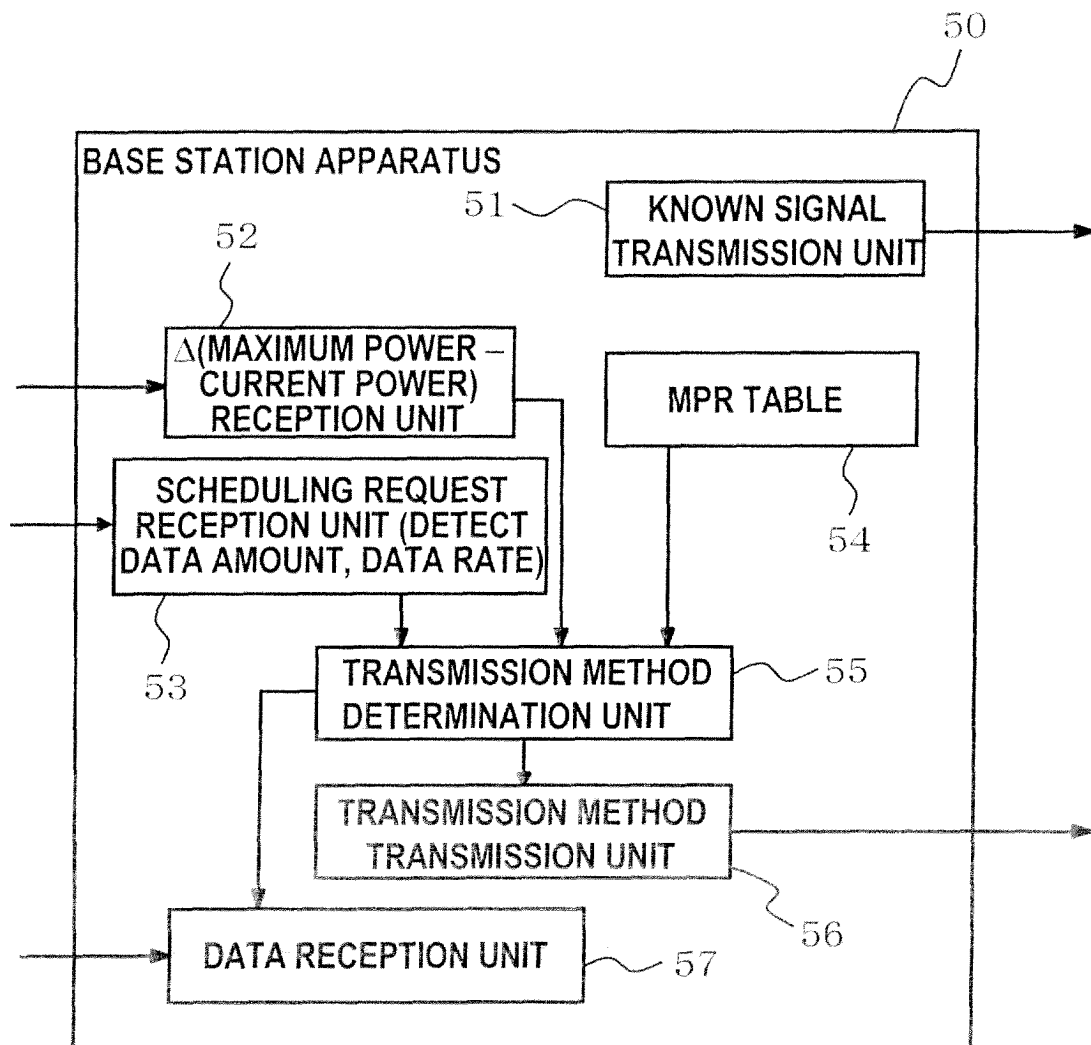 50
BASE STATION APPARATUS
51
KNOWN SIGNAL
TRANSMISSION UNIT
52
Δ(MAXIMUM POWER –
CURRENT POWER)
RECEPTION UNIT
MPR TABLE
54
SCHEDULING REQUEST
RECEPTION UNIT (DETECT
DATA AMOUNT, DATA RATE)
53
TRANSMISSION METHOD
DETERMINATION UNIT
55
TRANSMISSION METHOD
TRANSMISSION UNIT
56
DATA RECEPTION UNIT
57